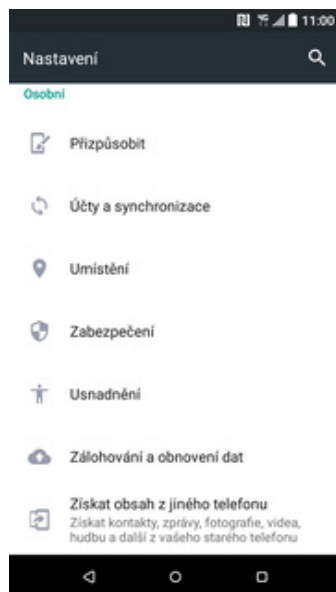 11:00
Nastavení
Osobní
Přizpůsobit
Účty a synchronizace
Umístění
Zabezpečení
Usnadnění
Zálohování a obnovení dat
Získat obsah z jiného telefonu
Získat kontakty, zprávy, fotografie, videa,
hudbu a další z vašeho starého telefonu